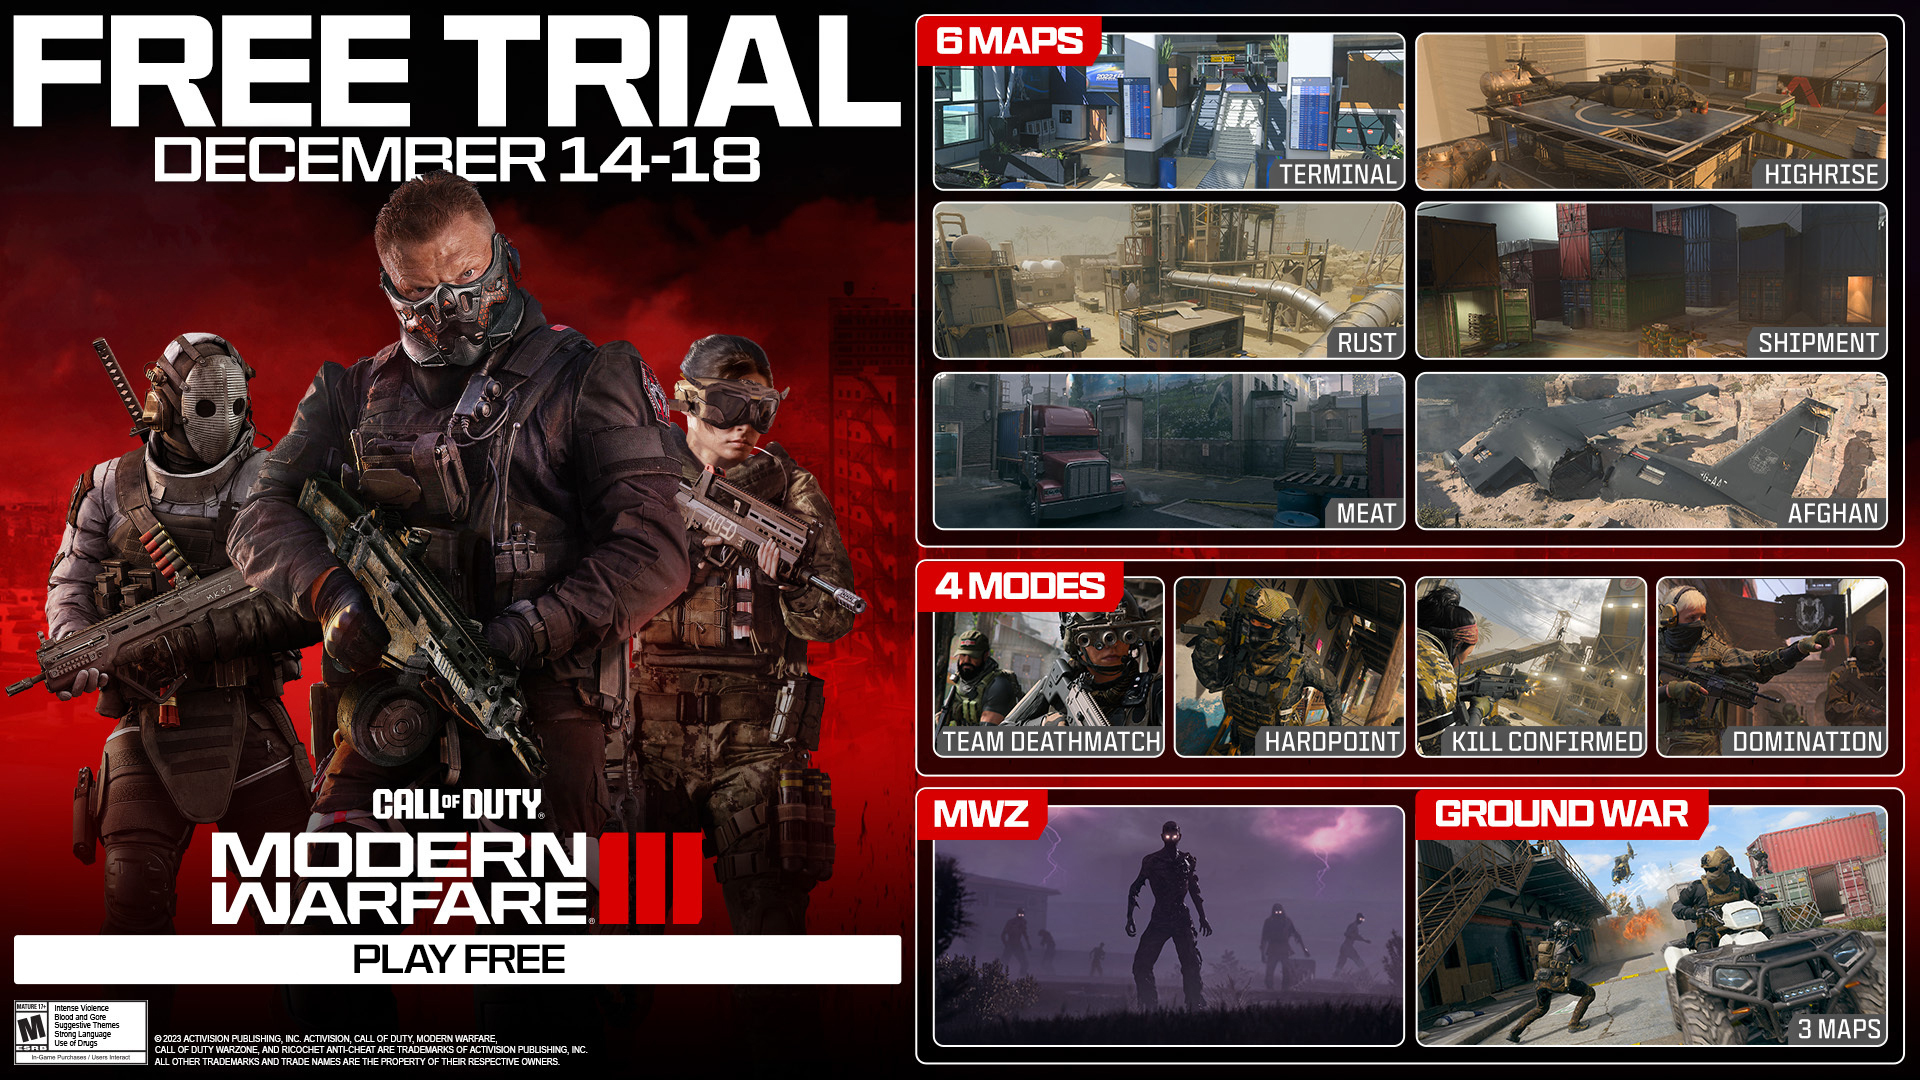 FREE TRIAL
DECEMBER 14-18
CALL OF DUTY®
MODERN
WARFARE® III
PLAY FREE
MATURE 17+
M
ESRB
Intense Violence
Blood and Gore
Suggestive Themes
Strong Language
Use of Drugs
In-Game Purchases / Users Interact
© 2023 ACTIVISION PUBLISHING, INC. ACTIVISION, CALL OF DUTY, MODERN WARFARE,
CALL OF DUTY WARZONE, AND RICOCHET ANTI-CHEAT ARE TRADEMARKS OF ACTIVISION PUBLISHING, INC.
ALL OTHER TRADEMARKS AND TRADE NAMES ARE THE PROPERTY OF THEIR RESPECTIVE OWNERS.
6 MAPS
TERMINAL
HIGHRISE
RUST
SHIPMENT
MEAT
AFGHAN
4 MODES
TEAM DEATHMATCH
HARDPOINT
KILL CONFIRMED
DOMINATION
MWZ
GROUND WAR
3 MAPS